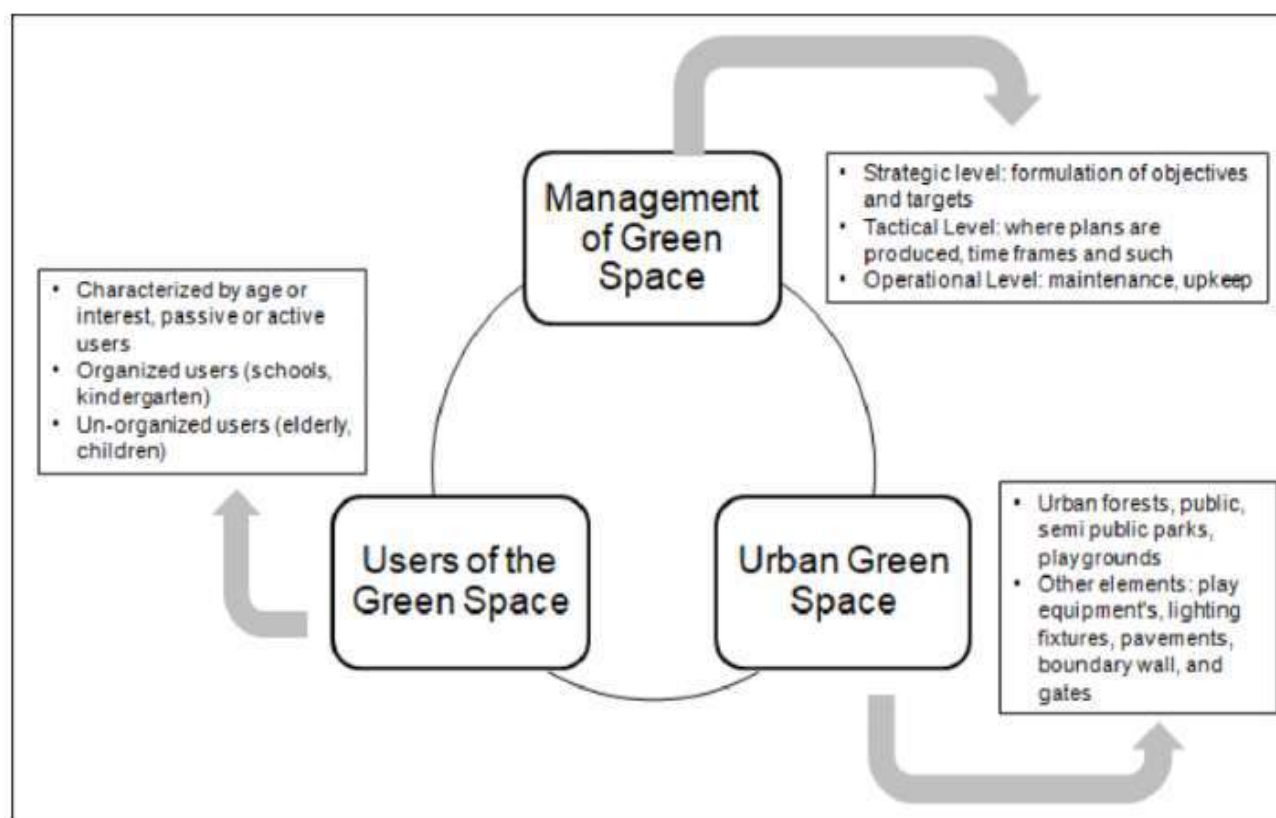 Management
of Green
Space
• Strategic level: formulation of objectives
and targets
• Tactical Level: where plans are
produced, time frames and such
• Operational Level: maintenance, upkeep
• Characterized by age or
interest, passive or active
users
• Organized users (schools,
kindergarten)
• Un-organized users (elderly,
children)
Users of the
Green Space
Urban Green
Space
• Urban forests, public,
semi public parks,
playgrounds
• Other elements: play
equipment's, lighting
fixtures, pavements,
boundary wall, and
gates